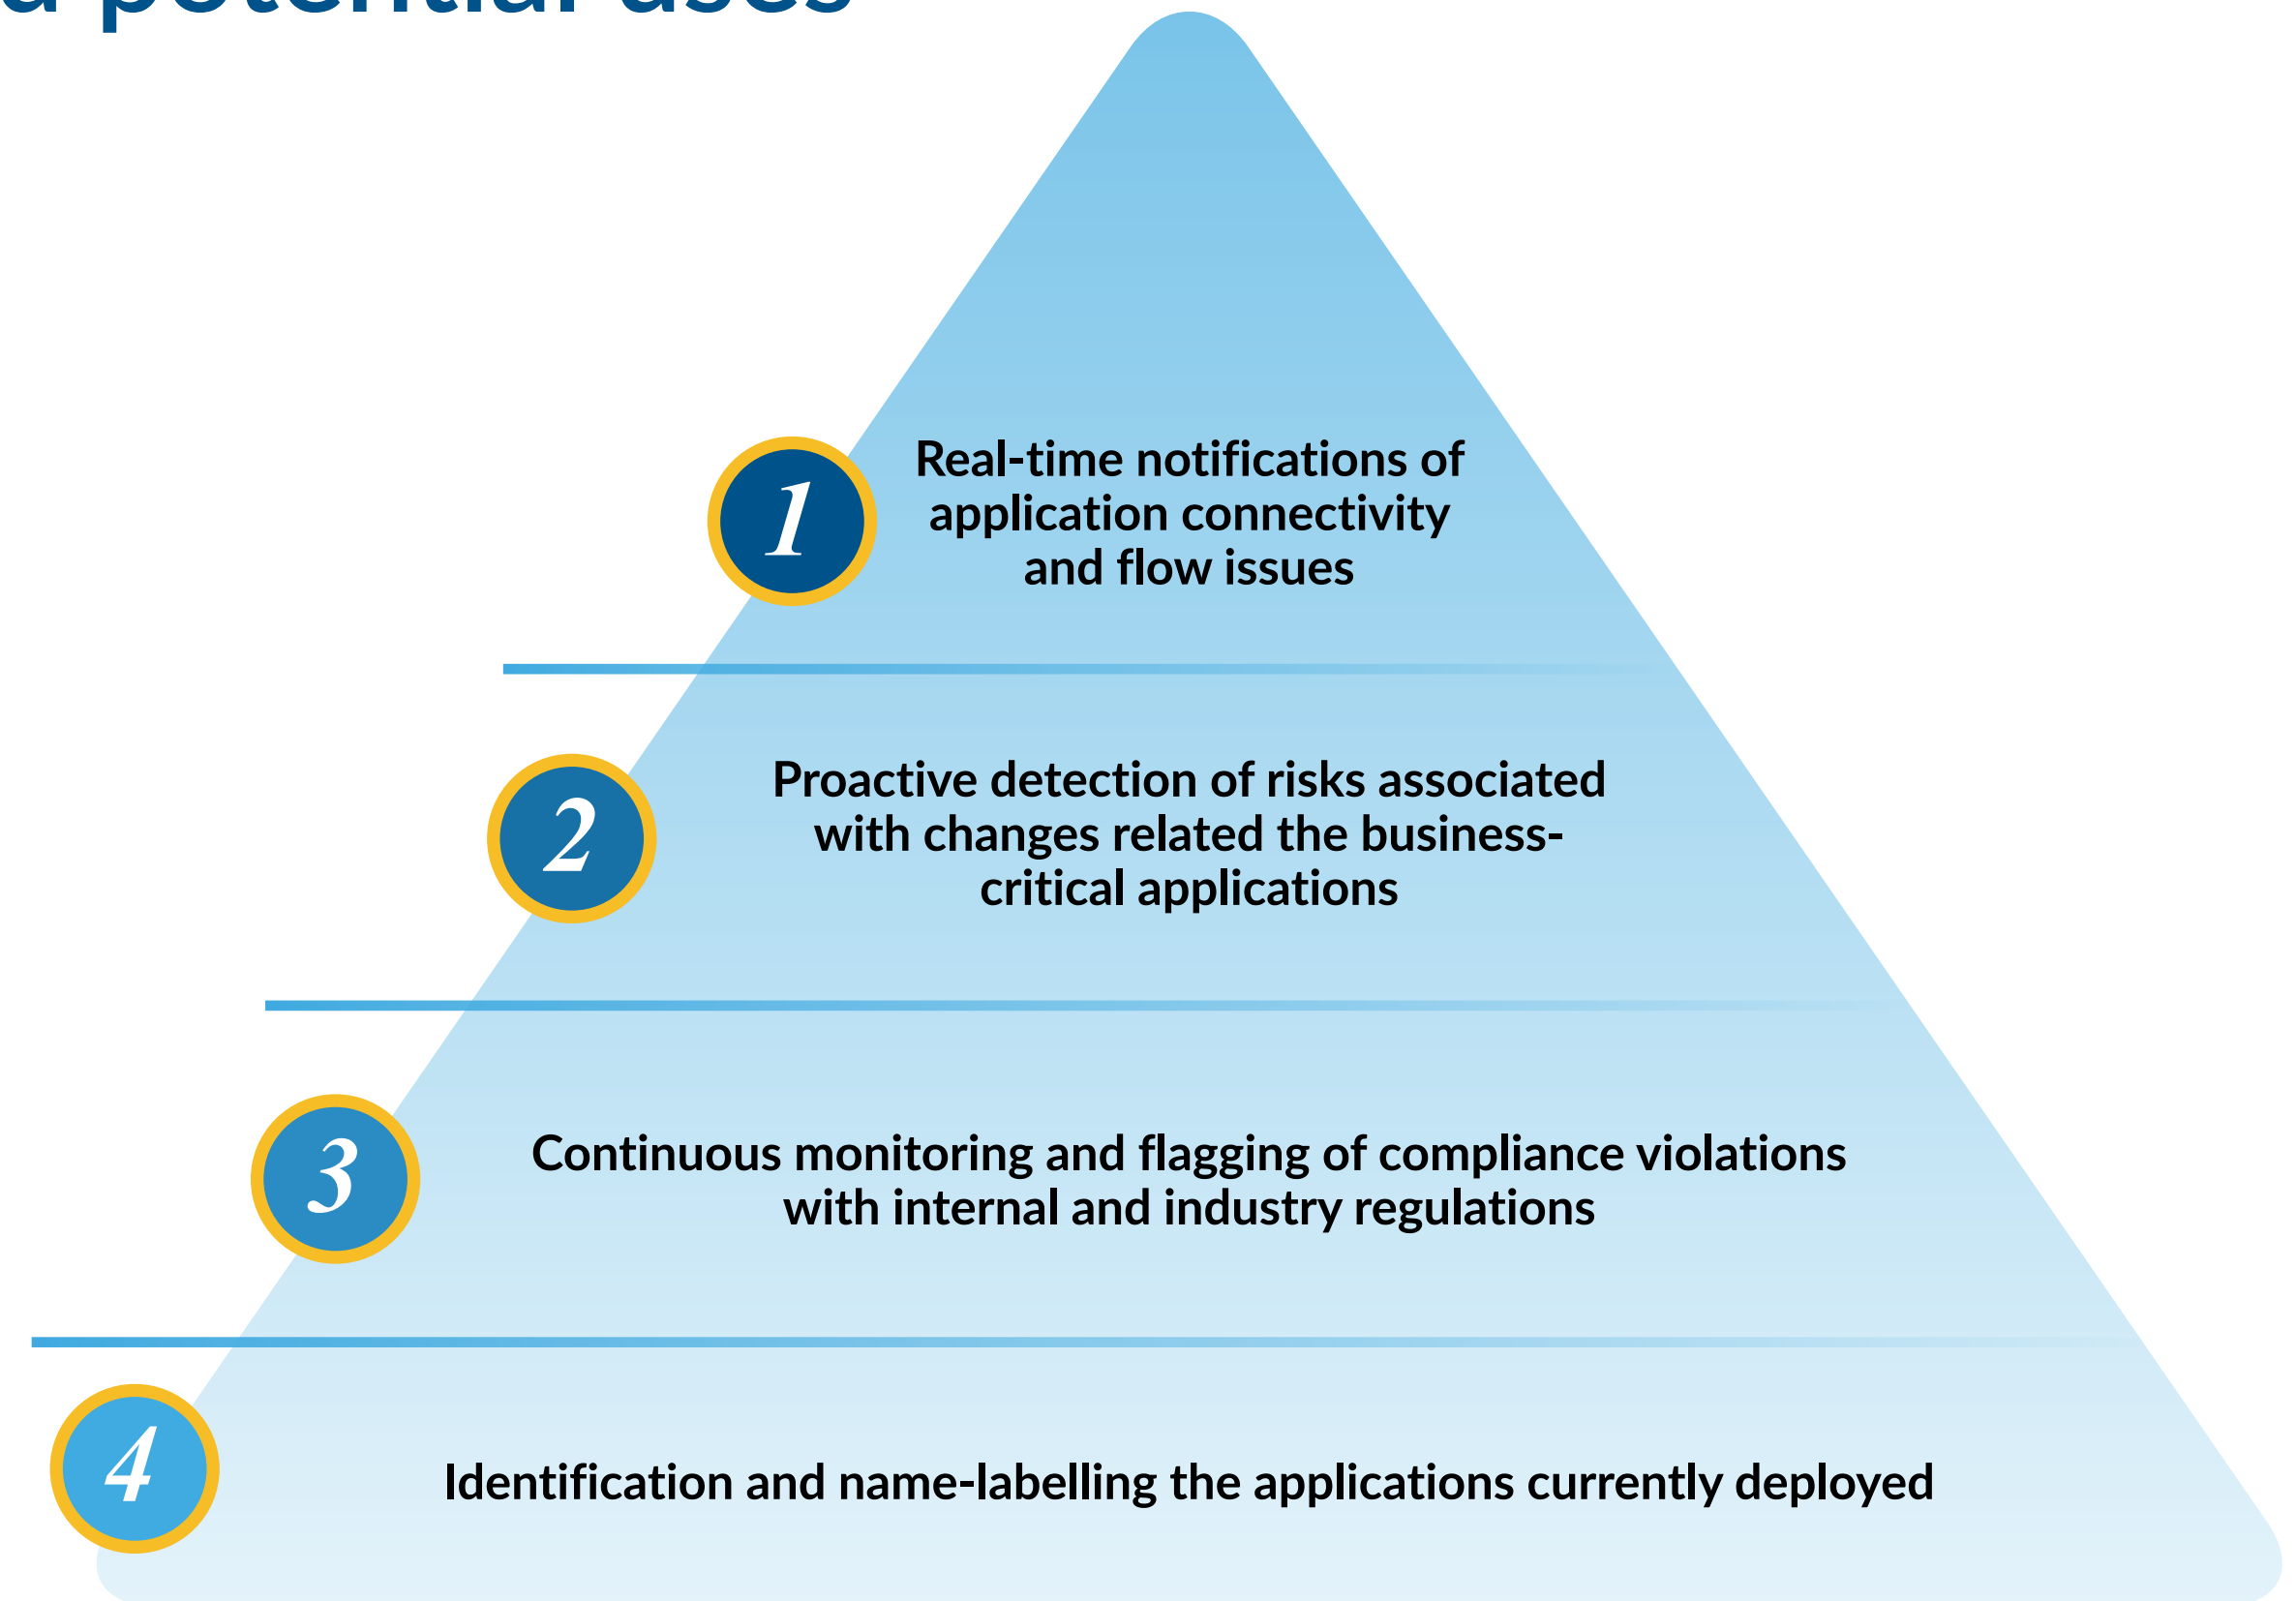 potential uses
1
Real-time notifications of
application connectivity
and flow issues
2
Proactive detection of risks associated
with changes related the business-
critical applications
3
Continuous monitoring and flagging of compliance violations
with internal and industry regulations
4
Identification and name-labelling the applications currently deployed